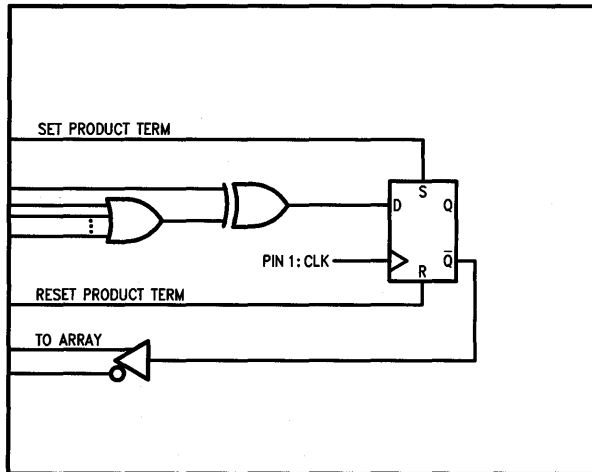 SET PRODUCT TERM
S
D Q
PIN 1: CLK
Q̅
R
RESET PRODUCT TERM
TO ARRAY